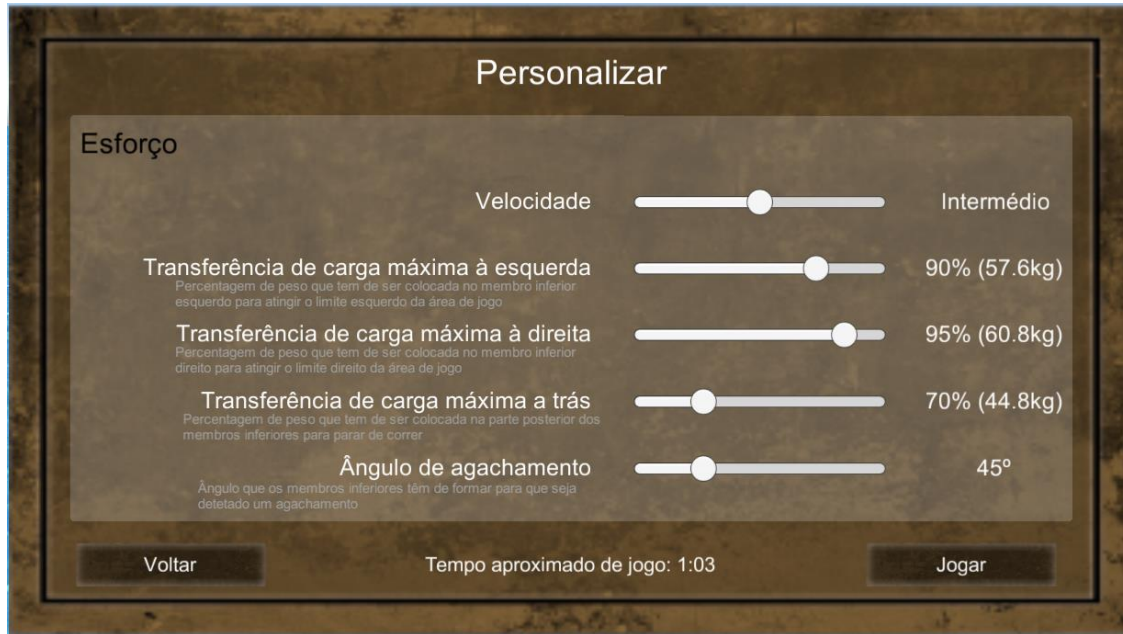 Personalizar
Esforço
Velocidade
Intermédio
Transferência de carga máxima à esquerda
90% (57.6kg)
Percentagem de peso que tem de ser colocada no membro inferior
esquerdo para atingir o limite esquerdo da área de jogo
Transferência de carga máxima à direita
95% (60.8kg)
Percentagem de peso que tem de ser colocada no membro inferior
direito para atingir o limite direito da área de jogo
Transferência de carga máxima a trás
70% (44.8kg)
Percentagem de peso que tem de ser colocada na parte posterior dos
membros inferiores para parar de correr
Ângulo de agachamento
45º
Ângulo que os membros inferiores têm de formar para que seja
detetado um agachamento
Voltar
Tempo aproximado de jogo: 1:03
Jogar